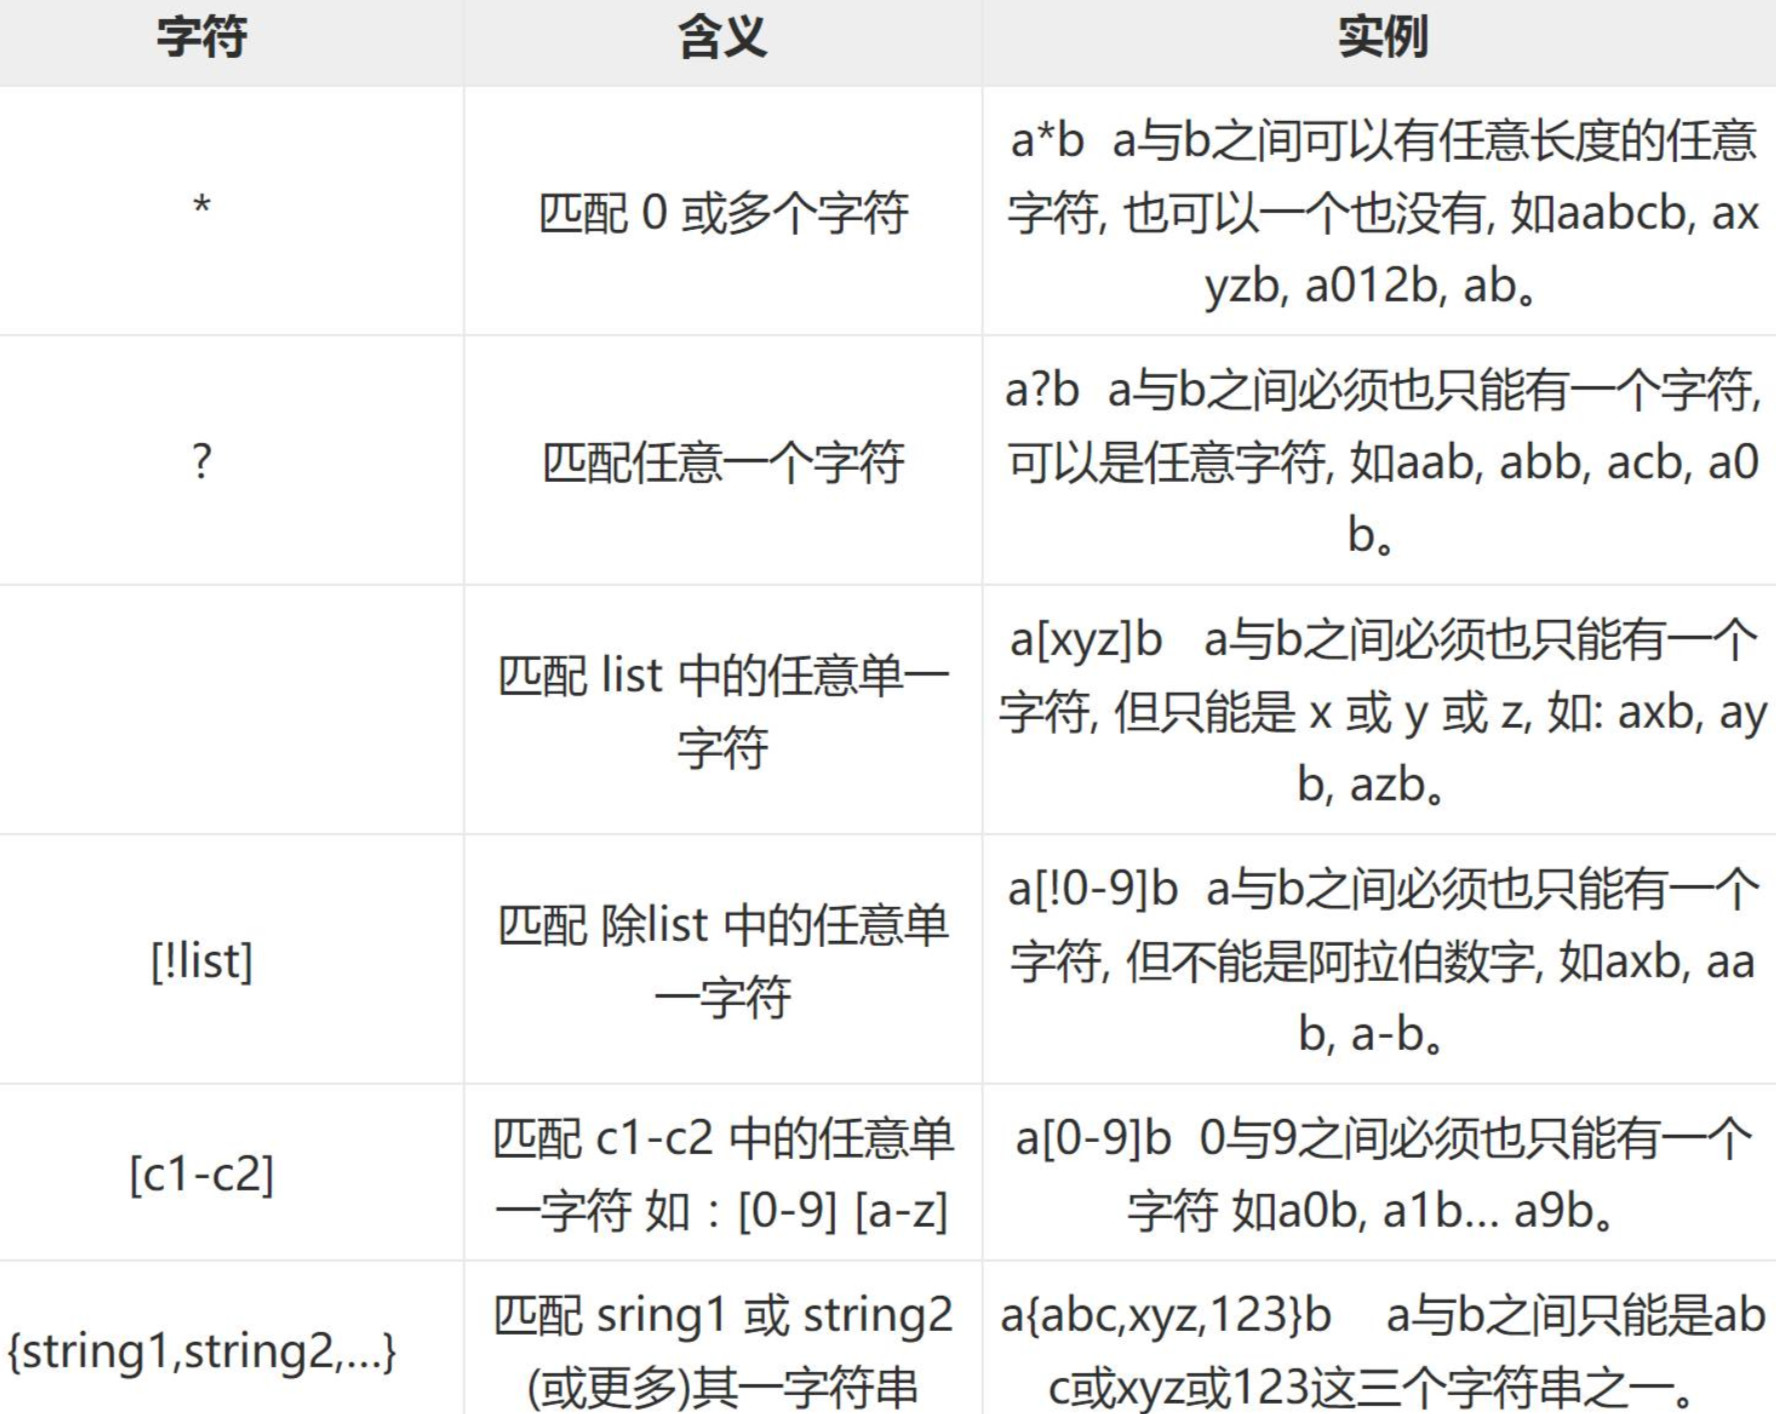 字符 含义 实例
a*b a与b之间可以有任意长度的任意
* 匹配 0 或多个字符 字符, 也可以一个也没有, 如aabcb, ax
yzb, a012b, ab。
a?b a与b之间必须也只能有一个字符,
? 匹配任意一个字符 可以是任意字符, 如aab, abb, acb, a0
b。
匹配 list 中的任意单一
字符
a[xyz]b a与b之间必须也只能有一个
字符, 但只能是 x 或 y 或 z, 如: axb, ay
b, azb。
[!list]
匹配 除list 中的任意单
一字符
a[!0-9]b a与b之间必须也只能有一个
字符, 但不能是阿拉伯数字, 如axb, aa
b, a-b。
[c1-c2]
匹配 c1-c2 中的任意单
一字符 如：[0-9] [a-z]
a[0-9]b 0与9之间必须也只能有一个
字符 如a0b, a1b... a9b。
{string1,string2,...}
匹配 sring1 或 string2
(或更多)其一字符串
a{abc,xyz,123}b a与b之间只能是ab
c或xyz或123这三个字符串之一。